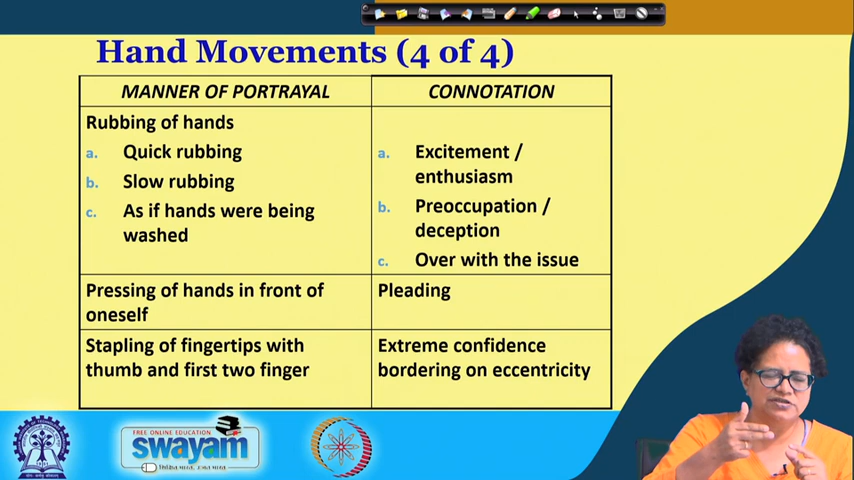 Hand Movements (4 of 4)
MANNER OF PORTRAYAL
CONNOTATION
Rubbing of hands
a. Quick rubbing
b. Slow rubbing
c. As if hands were being
washed
a. Excitement /
enthusiasm
b. Preoccupation /
deception
c. Over with the issue
Pressing of hands in front of
oneself
Pleading
Stapling of fingertips with
thumb and first two finger
Extreme confidence
bordering on eccentricity
FREE ONLINE EDUCATION
swayam